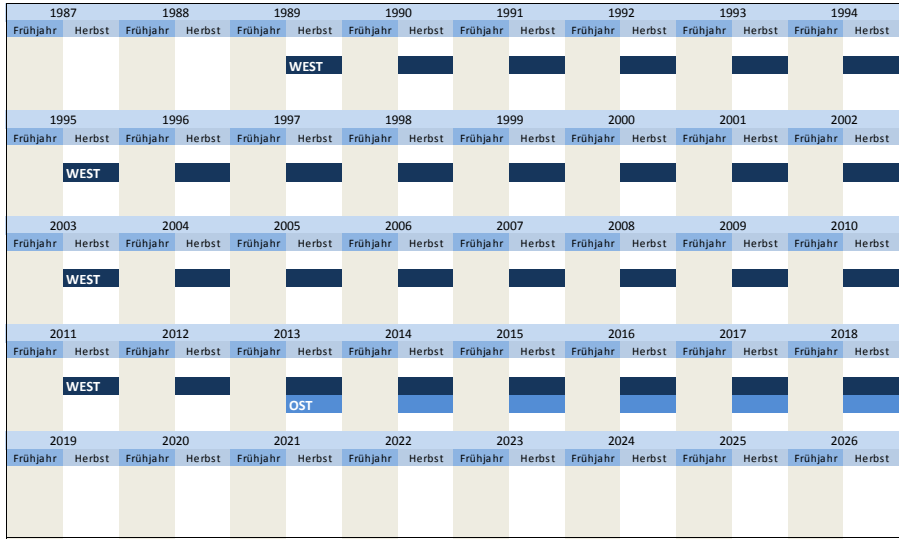 1987 1988 1989 1990 1991 1992 1993 1994
Frühjahr Herbst Frühjahr Herbst Frühjahr Herbst Frühjahr Herbst Frühjahr Herbst Frühjahr Herbst Frühjahr Herbst Frühjahr Herbst
WEST
1995 1996 1997 1998 1999 2000 2001 2002
Frühjahr Herbst Frühjahr Herbst Frühjahr Herbst Frühjahr Herbst Frühjahr Herbst Frühjahr Herbst Frühjahr Herbst Frühjahr Herbst
WEST
2003 2004 2005 2006 2007 2008 2009 2010
Frühjahr Herbst Frühjahr Herbst Frühjahr Herbst Frühjahr Herbst Frühjahr Herbst Frühjahr Herbst Frühjahr Herbst Frühjahr Herbst
WEST
2011 2012 2013 2014 2015 2016 2017 2018
Frühjahr Herbst Frühjahr Herbst Frühjahr Herbst Frühjahr Herbst Frühjahr Herbst Frühjahr Herbst Frühjahr Herbst Frühjahr Herbst
WEST
OST
2019 2020 2021 2022 2023 2024 2025 2026
Frühjahr Herbst Frühjahr Herbst Frühjahr Herbst Frühjahr Herbst Frühjahr Herbst Frühjahr Herbst Frühjahr Herbst Frühjahr Herbst